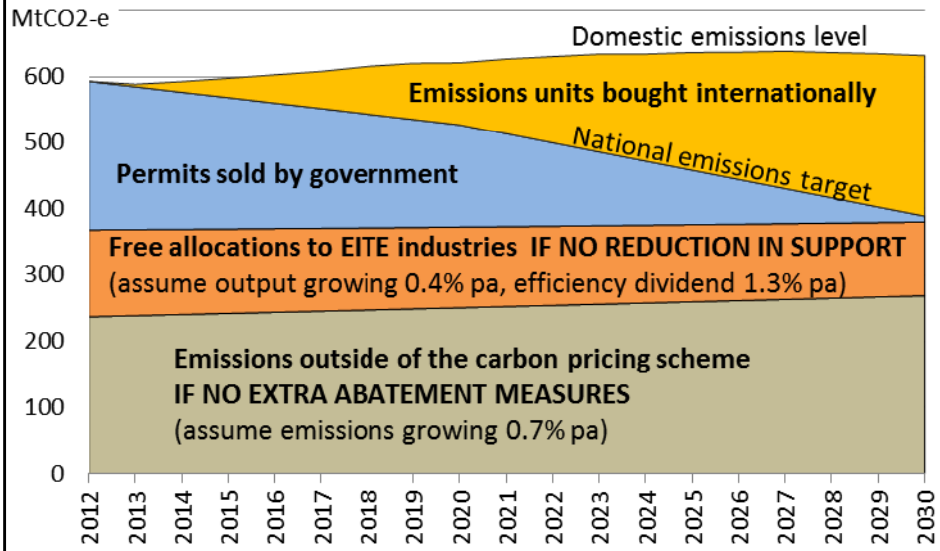 MtCO2-e
Domestic emissions level
600
Emissions units bought internationally
500
National emissions target
Permits sold by government
400
Free allocations to EITE industries IF NO REDUCTION IN SUPPORT
300
(assume output growing 0.4% pa, efficiency dividend 1.3% pa)
200
Emissions outside of the carbon pricing scheme
IF NO EXTRA ABATEMENT MEASURES
100
(assume emissions growing 0.7% pa)
0
2012 2013 2014 2015 2016 2017 2018 2019 2020 2021 2022 2023 2024 2025 2026 2027 2028 2029 2030